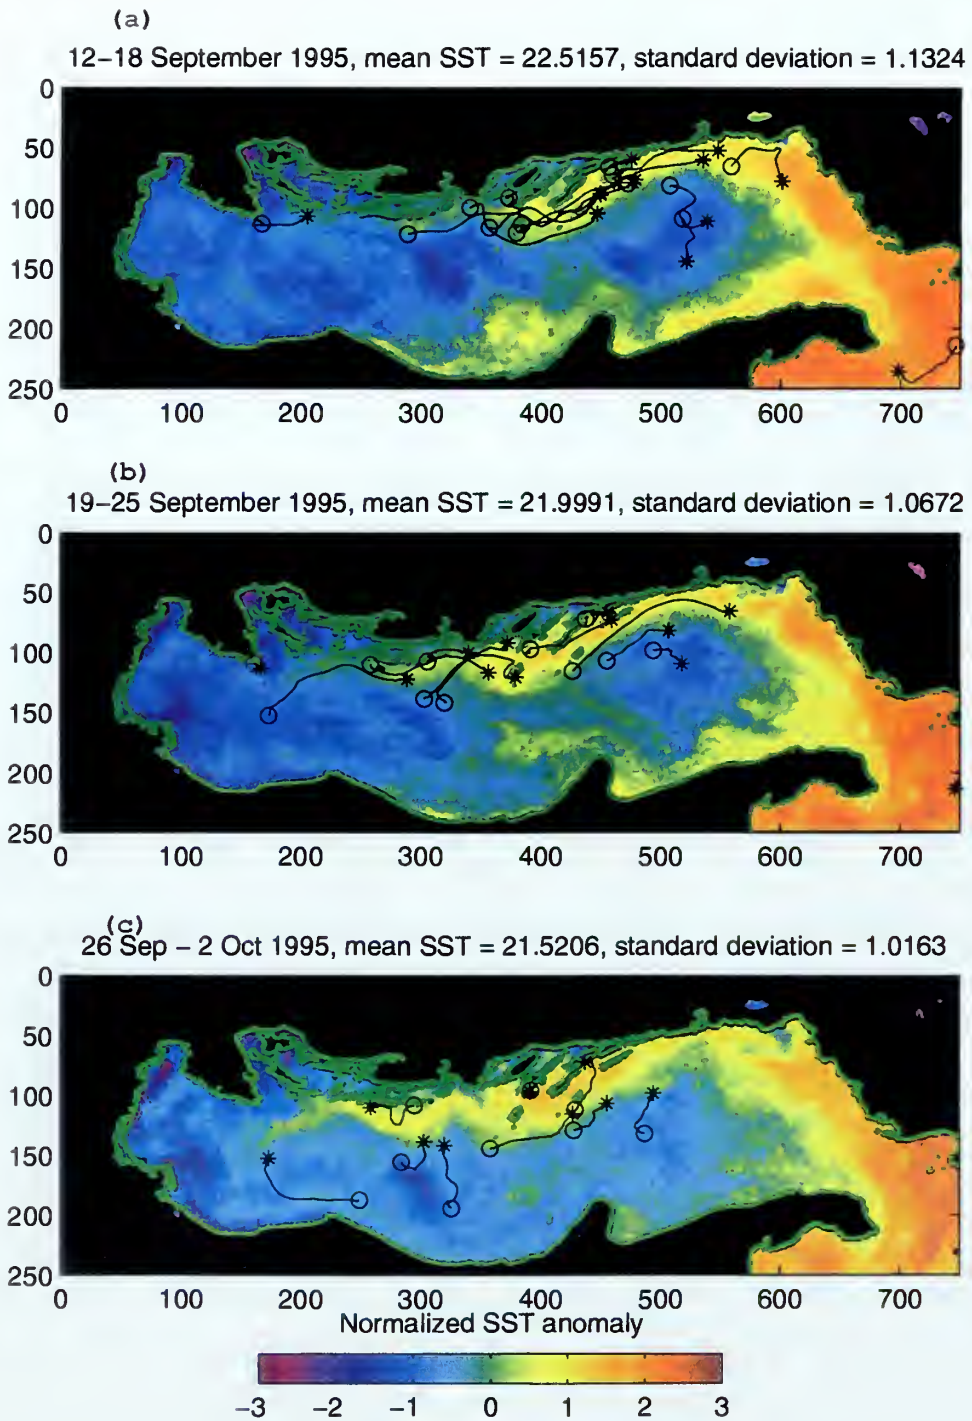 (a)
12–18 September 1995, mean SST = 22.5157, standard deviation = 1.1324
0
50
100
150
200
250
0 100 200 300 400 500 600 700
(b)
19–25 September 1995, mean SST = 21.9991, standard deviation = 1.0672
0
50
100
150
200
250
0 100 200 300 400 500 600 700
(c)
26 Sep – 2 Oct 1995, mean SST = 21.5206, standard deviation = 1.0163
0
50
100
150
200
250
0 100 200 300 400 500 600 700
Normalized SST anomaly
−3 −2 −1 0 1 2 3